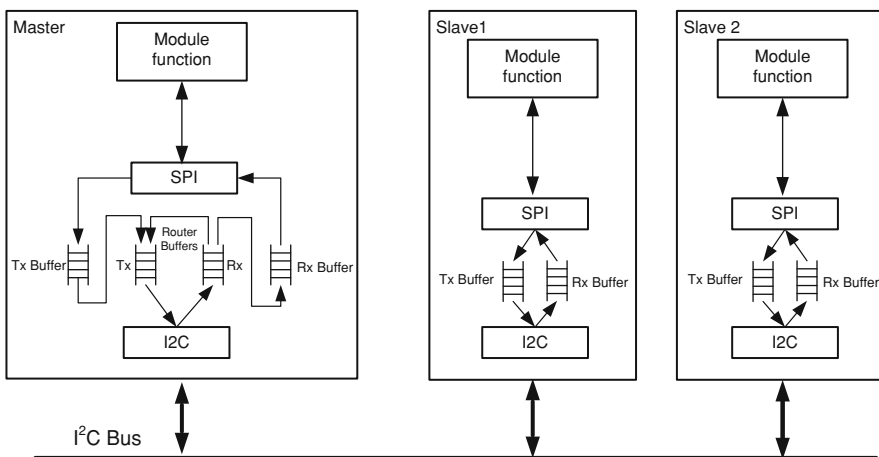 Master
Module
function
SPI
Tx Buffer
Tx
Router
Buffers
Rx
Rx Buffer
I2C
Slave1
Module
function
SPI
Tx Buffer
Rx Buffer
I2C
Slave 2
Module
function
SPI
Tx Buffer
Rx Buffer
I2C
I²C Bus